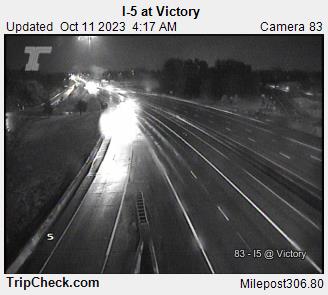 I-5 at Victory
Updated Oct 11 2023 4:17 AM Camera 83
T
S
83 - I5 @ Victory
TripCheck.com Milepost306.80